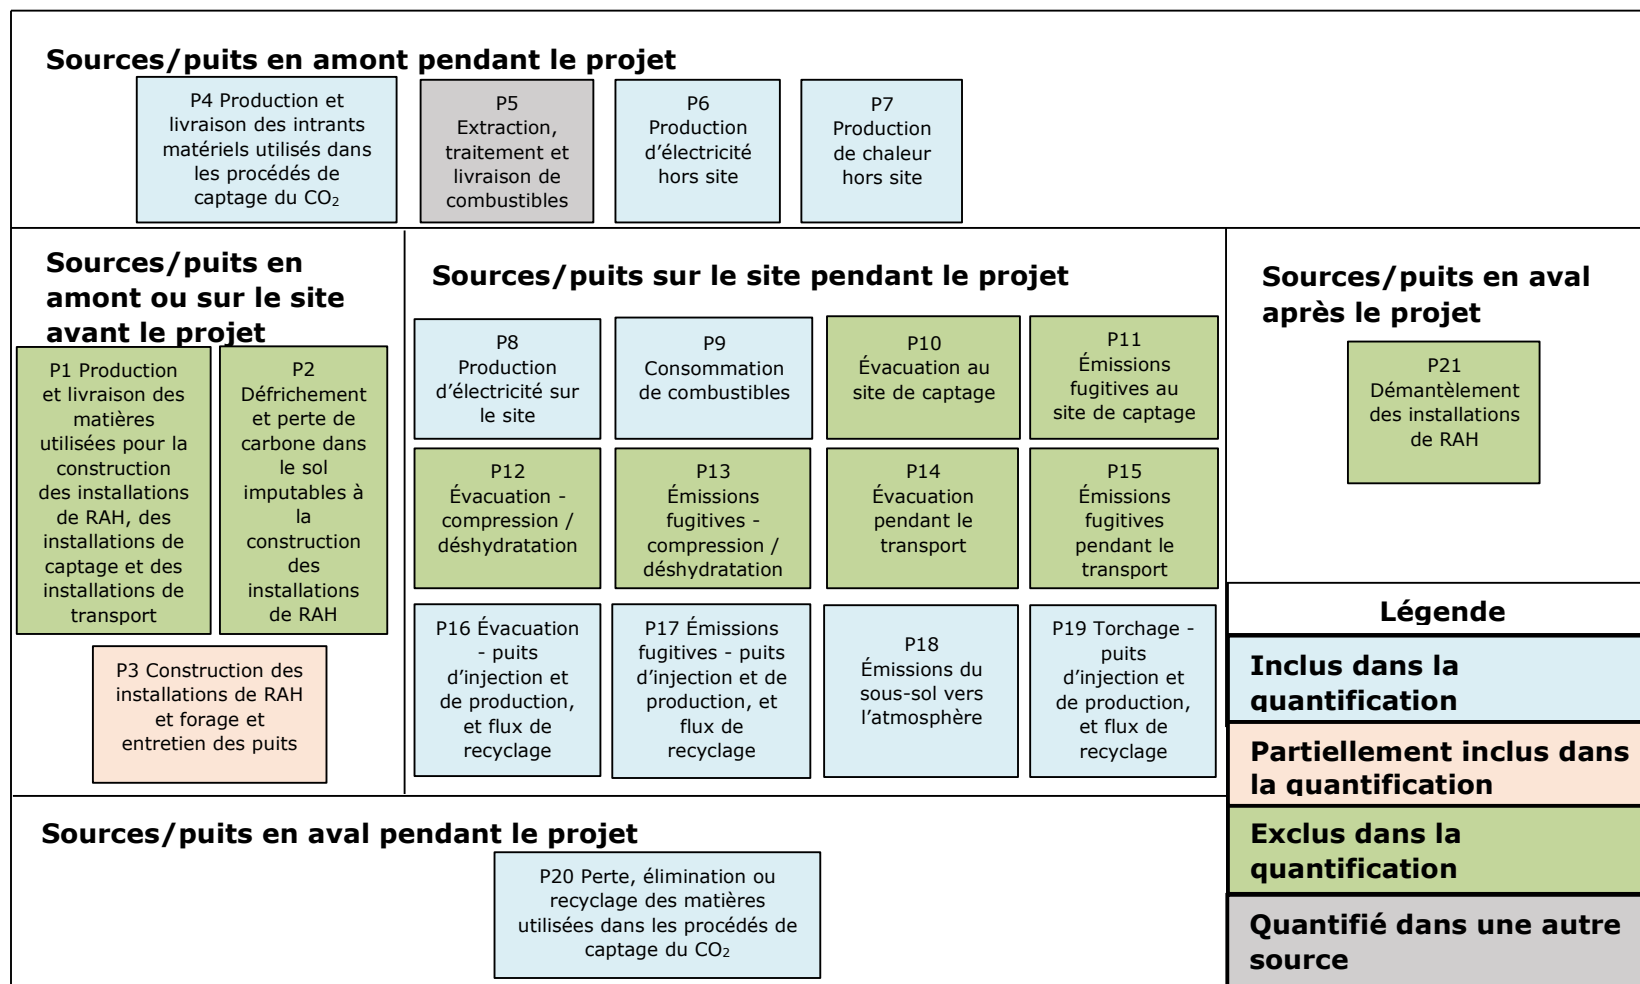 Sources/puits en amont pendant le projet
P4 Production et
livraison des intrants
matériels utilisés dans
les procédés de
captage du CO₂
P5
Extraction,
traitement et
livraison de
combustibles
P6
Production
d’électricité
hors site
P7
Production
de chaleur
hors site
Sources/puits en
amont ou sur le site
avant le projet
P1 Production
et livraison des
matières
utilisées pour la
construction
des installations
de RAH, des
installations de
captage et des
installations de
transport
P2
Défrichement
et perte de
carbone dans
le sol
imputables à
la
construction
des
installations
de RAH
P3 Construction des
installations de RAH
et forage et
entretien des puits
Sources/puits sur le site pendant le projet
P8
Production
d’électricité sur
le site
P9
Consommation
de combustibles
P10
Évacuation au
site de captage
P11
Émissions
fugitives au
site de captage
P12
Évacuation -
compression /
déshydratation
P13
Émissions
fugitives -
compression /
déshydratation
P14
Évacuation
pendant le
transport
P15
Émissions
fugitives
pendant le
transport
P16 Évacuation
- puits
d’injection et
de production,
et flux de
recyclage
P17 Émissions
fugitives - puits
d’injection et de
production, et
flux de
recyclage
P18
Émissions du
sous-sol vers
l’atmosphère
P19 Torchage -
puits
d’injection et
de production,
et flux de
recyclage
Sources/puits en aval
après le projet
P21
Démantèlement
des installations
de RAH
Sources/puits en aval pendant le projet
P20 Perte, élimination ou
recyclage des matières
utilisées dans les procédés de
captage du CO₂
Légende
Inclus dans la
quantification
Partiellement inclus dans
la quantification
Exclus dans la
quantification
Quantifié dans une autre
source